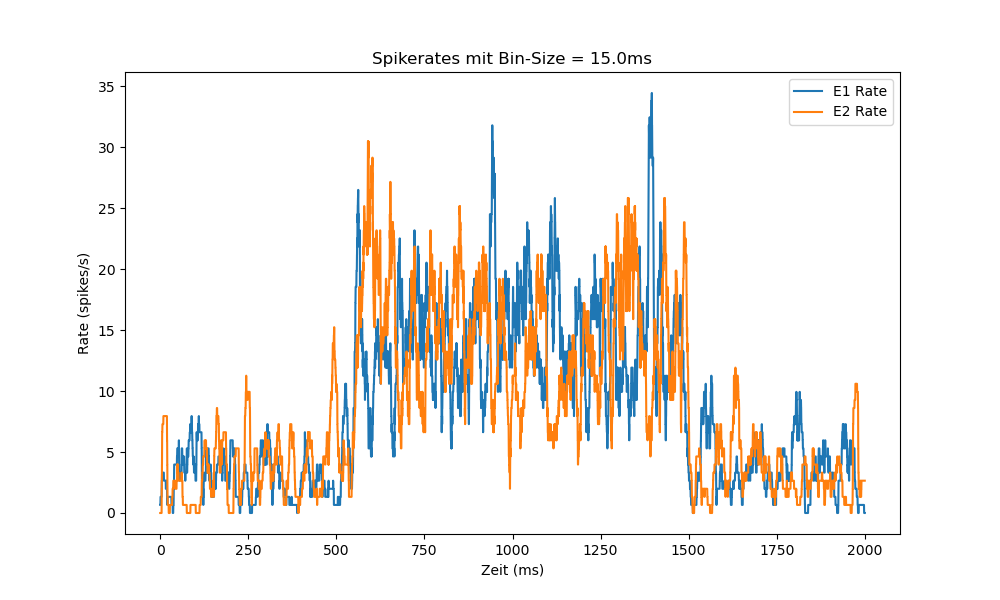 Spikerates mit Bin-Size = 15.0ms
E1 Rate
E2 Rate
Rate (spikes/s)
35
30
25
20
15
10
5
0
0 250 500 750 1000 1250 1500 1750 2000
Zeit (ms)